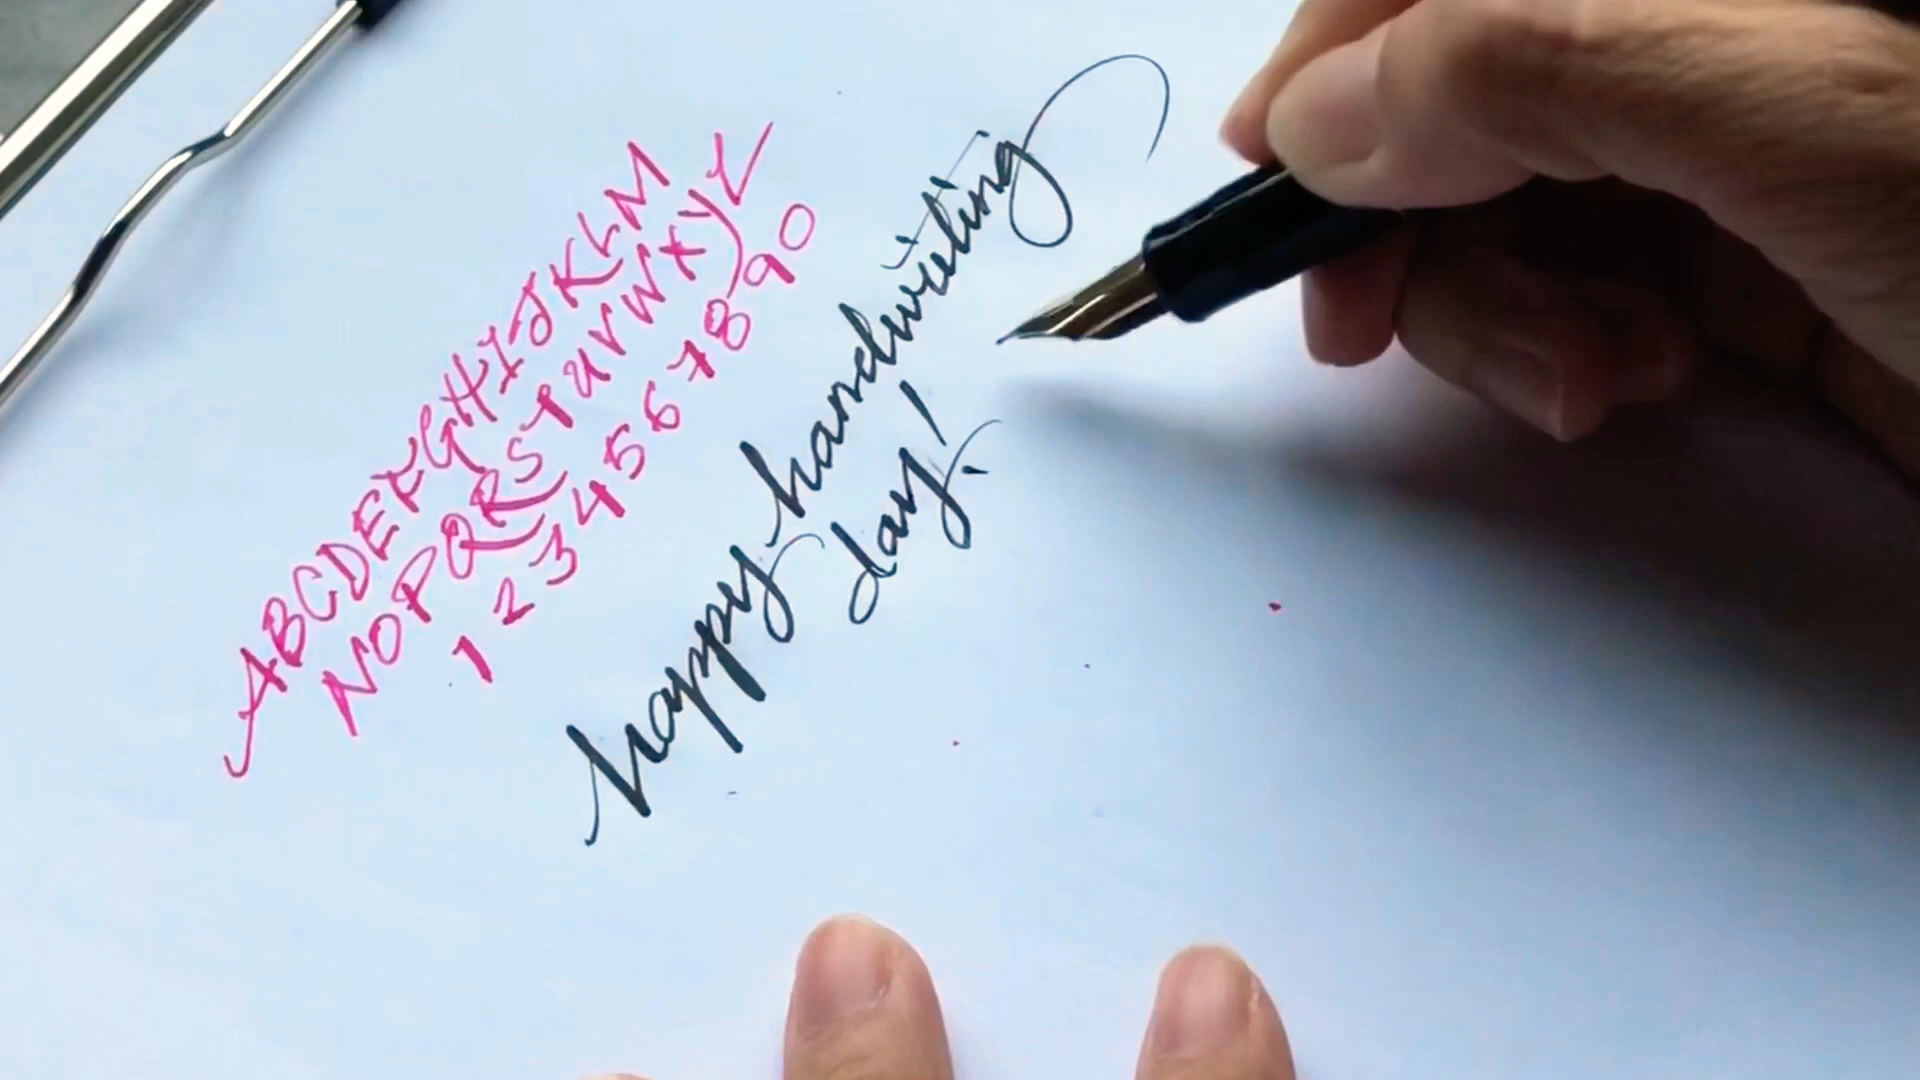 ABCDEFGHIJKLM
NOPQRSTUVWXYZ
1234567890
happy handwriting
day!